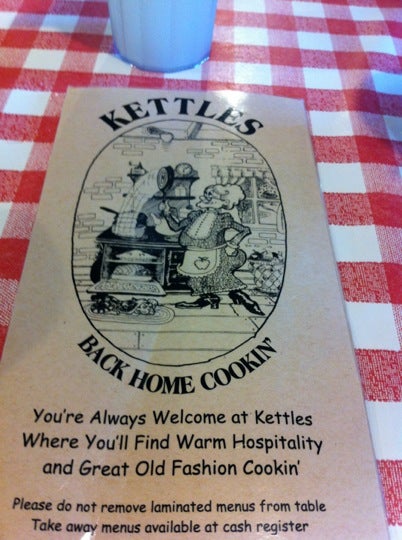 KETTLES
BACK HOME COOKIN'
You're Always Welcome at Kettles
Where You'll Find Warm Hospitality
and Great Old Fashion Cookin'
Please do not remove laminated menus from table
Take away menus available at cash register